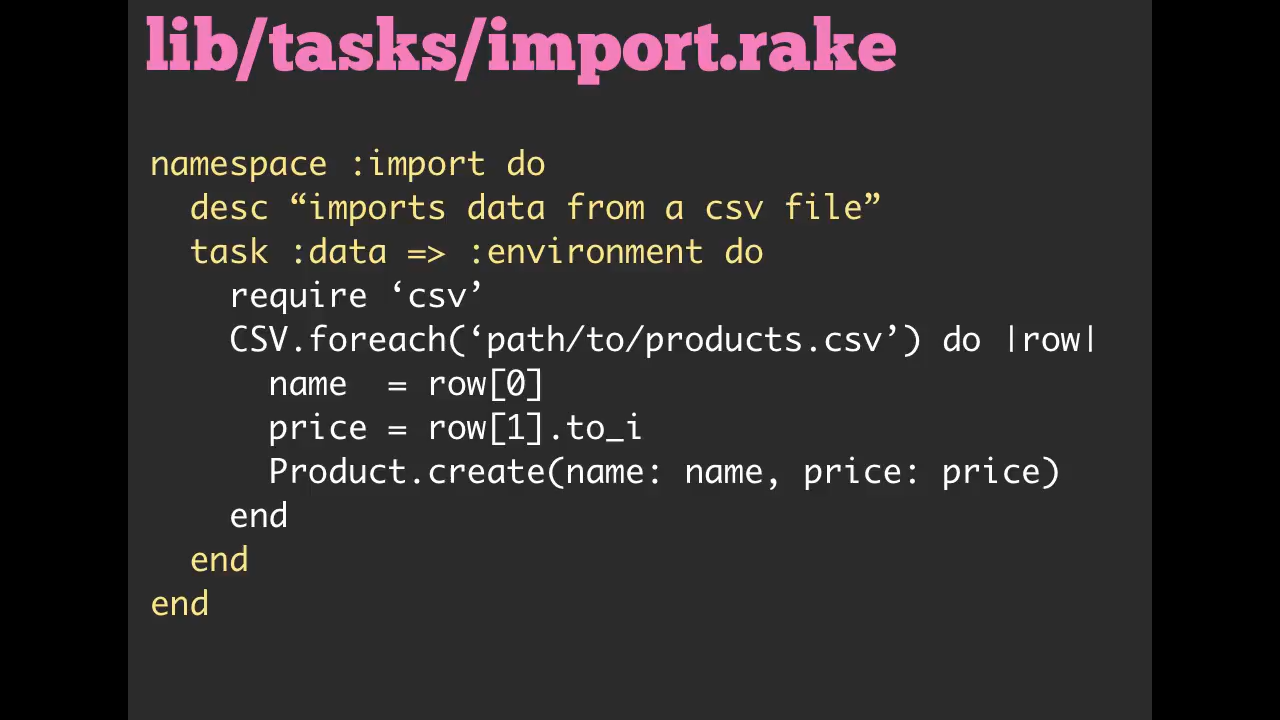 lib/tasks/import.rake
namespace :import do
  desc “imports data from a csv file”
  task :data => :environment do
    require ‘csv’
    CSV.foreach(‘path/to/products.csv’) do |row|
      name  = row[0]
      price = row[1].to_i
      Product.create(name: name, price: price)
    end
  end
end